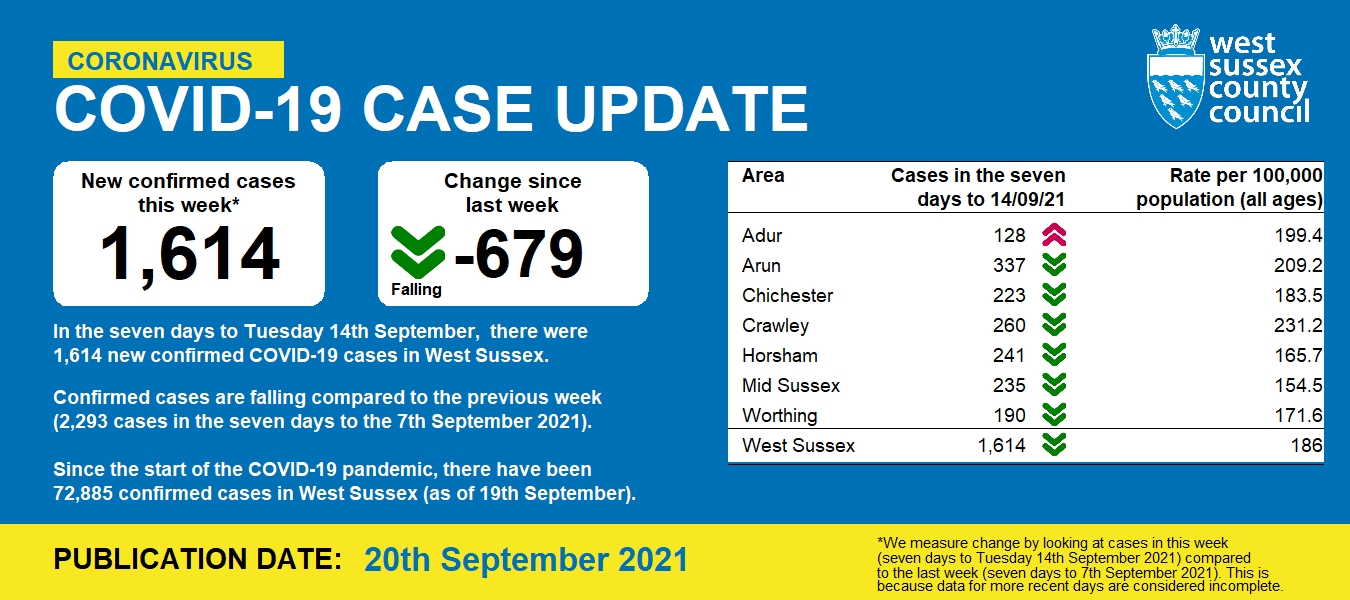 CORONAVIRUS
COVID-19 CASE UPDATE
west
sussex
county
council
New confirmed cases
this week*
1,614
Change since
last week
-679
Falling
In the seven days to Tuesday 14th September, there were
1,614 new confirmed COVID-19 cases in West Sussex.
Confirmed cases are falling compared to the previous week
(2,293 cases in the seven days to the 7th September 2021).
Since the start of the COVID-19 pandemic, there have been
72,885 confirmed cases in West Sussex (as of 19th September).
Area Cases in the seven Rate per 100,000
days to 14/09/21 population (all ages)
Adur 128 199.4
Arun 337 209.2
Chichester 223 183.5
Crawley 260 231.2
Horsham 241 165.7
Mid Sussex 235 154.5
Worthing 190 171.6
West Sussex 1,614 186
PUBLICATION DATE: 20th September 2021
*We measure change by looking at cases in this week
(seven days to Tuesday 14th September 2021) compared
to the last week (seven days to 7th September 2021). This is
because data for more recent days are considered incomplete.